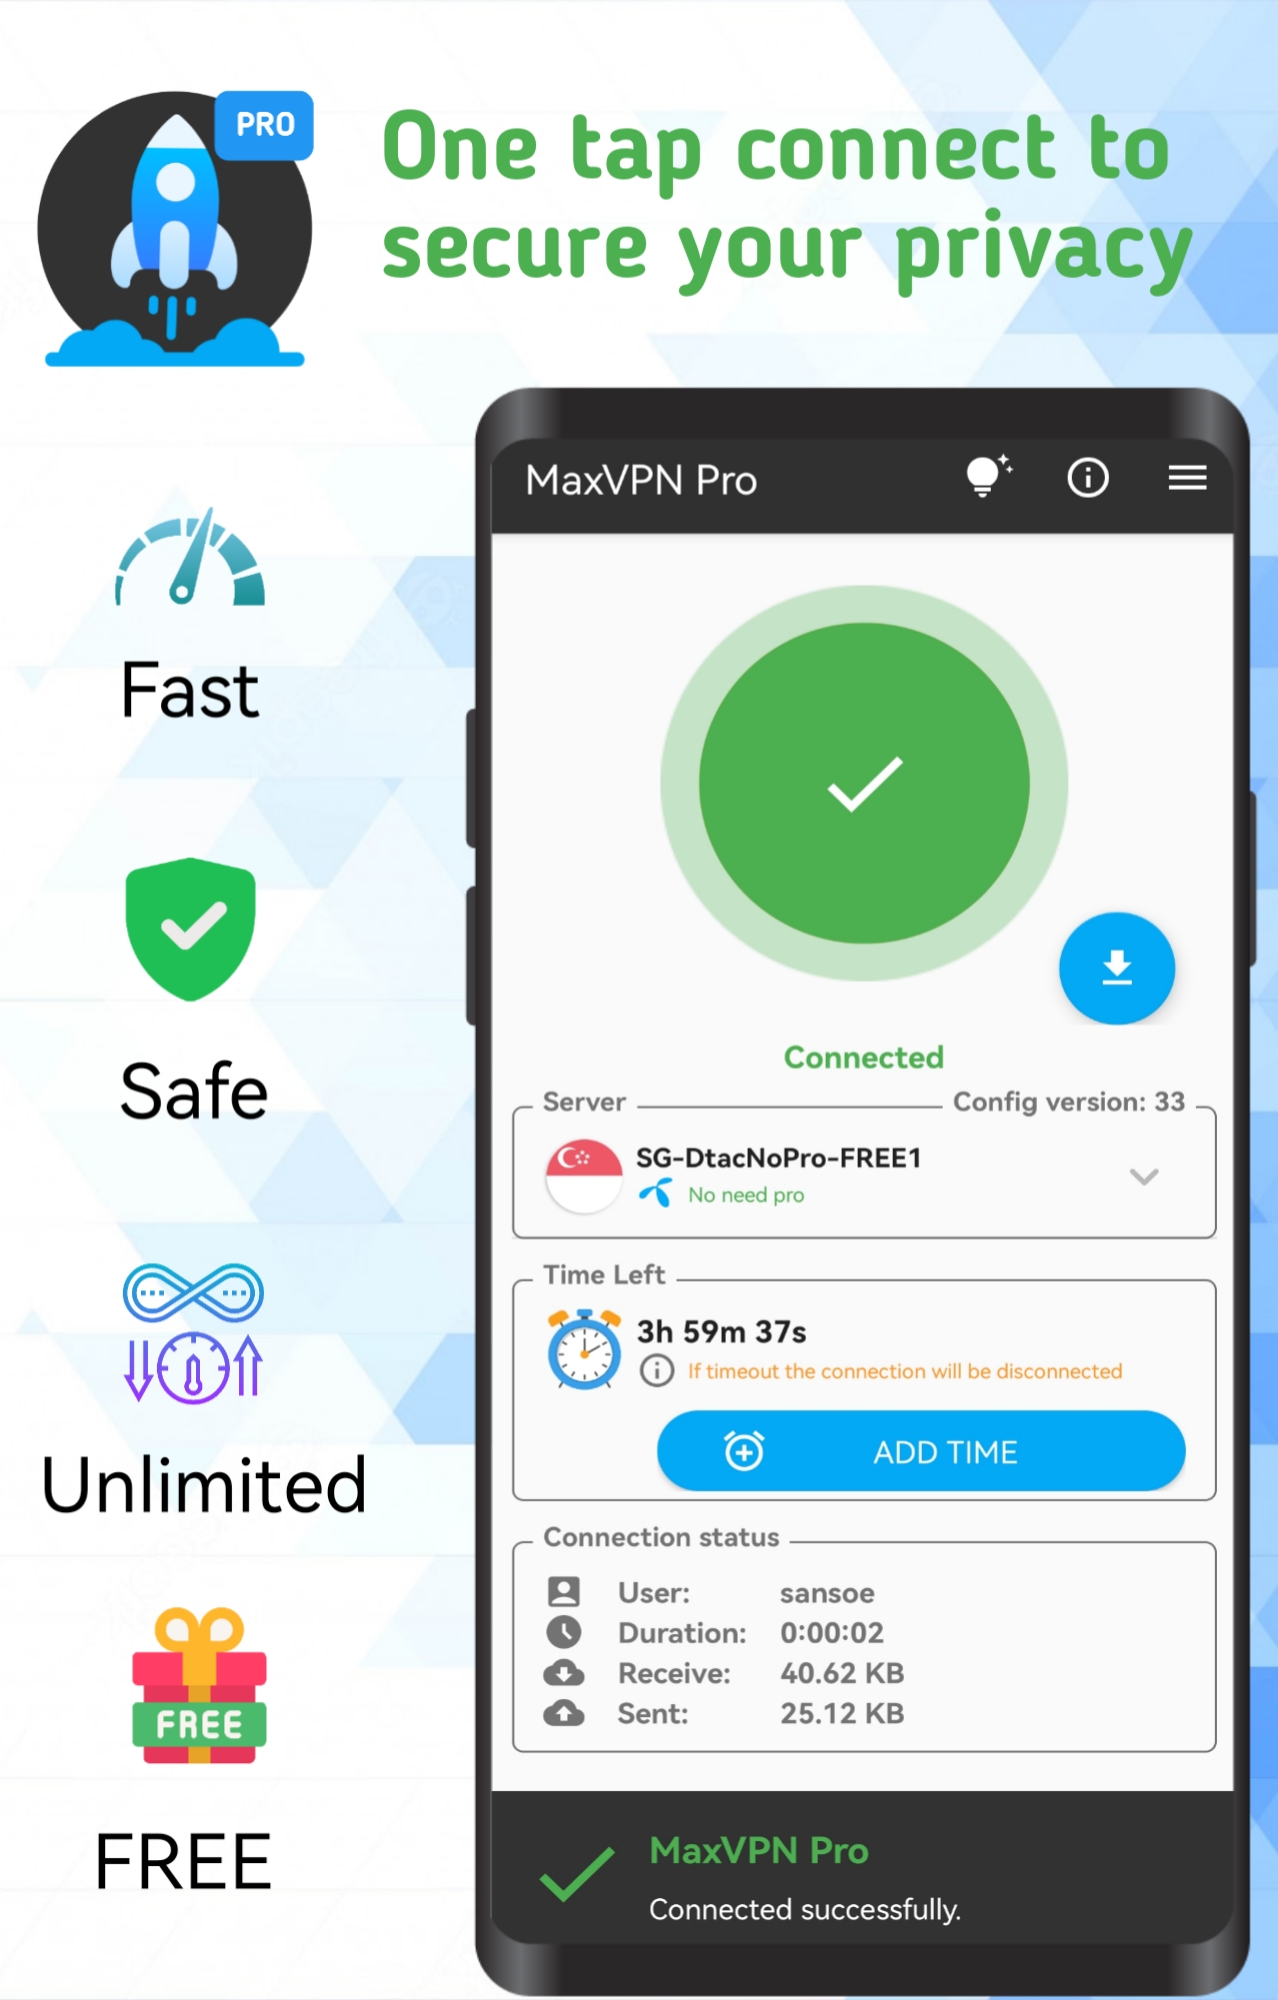 PRO
One tap connect to
secure your privacy
Fast
Safe
Unlimited
FREE
FREE
MaxVPN Pro
Connected
Server
Config version: 33
SG-DtacNoPro-FREE1
No need pro
Time Left
3h 59m 37s
If timeout the connection will be disconnected
ADD TIME
Connection status
User: sansoe
Duration: 0:00:02
Receive: 40.62 KB
Sent: 25.12 KB
MaxVPN Pro
Connected successfully.